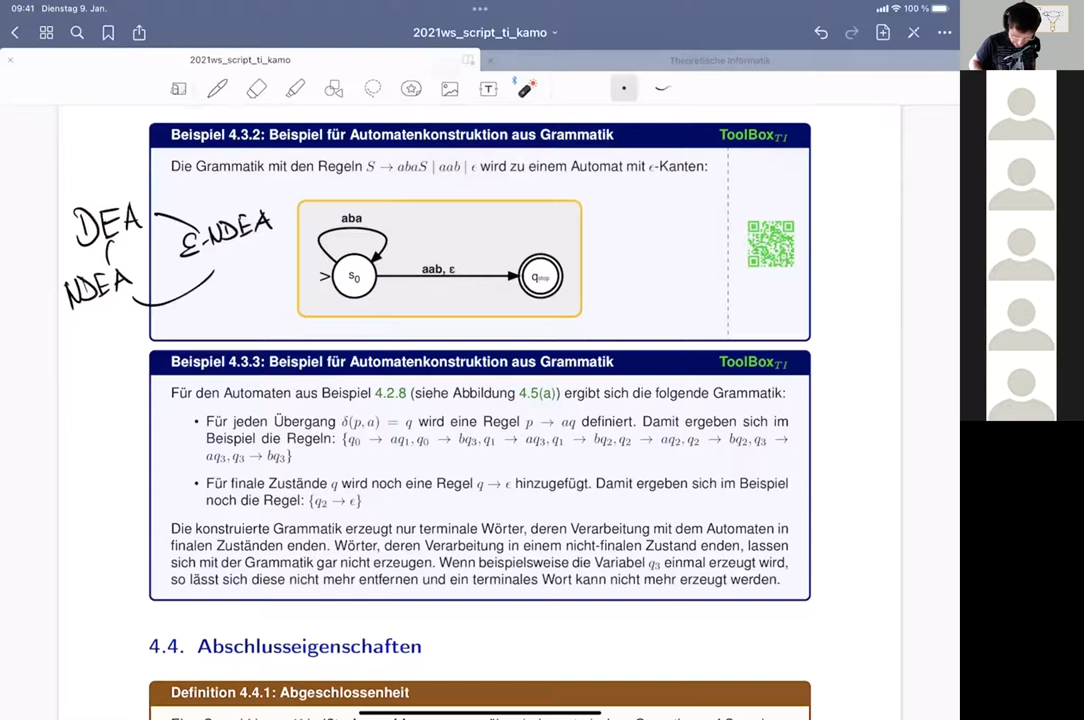 09:41 Dienstag 9. Jan.
100 %
2021ws_script_ti_kamo
2021ws_script_ti_kamo
Theoretische Informatik
Beispiel 4.3.2: Beispiel für Automatenkonstruktion aus Grammatik ToolBoxTI
Die Grammatik mit den Regeln S → abaS | aab | ϵ wird zu einem Automat mit ϵ-Kanten:
DEA
ε-NDEA
NDEA
aba
> s0
aab, ε
qstop
Beispiel 4.3.3: Beispiel für Automatenkonstruktion aus Grammatik ToolBoxTI
Für den Automaten aus Beispiel 4.2.8 (siehe Abbildung 4.5(a)) ergibt sich die folgende Grammatik:
• Für jeden Übergang δ(p, a) = q wird eine Regel p → aq definiert. Damit ergeben sich im
Beispiel die Regeln: {q0 → aq1, q0 → bq3, q1 → aq3, q1 → bq2, q2 → aq2, q2 → bq2, q3 →
aq3, q3 → bq3}
• Für finale Zustände q wird noch eine Regel q → ϵ hinzugefügt. Damit ergeben sich im Beispiel
noch die Regel: {q2 → ϵ}
Die konstruierte Grammatik erzeugt nur terminale Wörter, deren Verarbeitung mit dem Automaten in
finalen Zuständen enden. Wörter, deren Verarbeitung in einem nicht-finalen Zustand enden, lassen
sich mit der Grammatik gar nicht erzeugen. Wenn beispielsweise die Variabel q3 einmal erzeugt wird,
so lässt sich diese nicht mehr entfernen und ein terminales Wort kann nicht mehr erzeugt werden.
4.4. Abschlusseigenschaften
Definition 4.4.1: Abgeschlossenheit